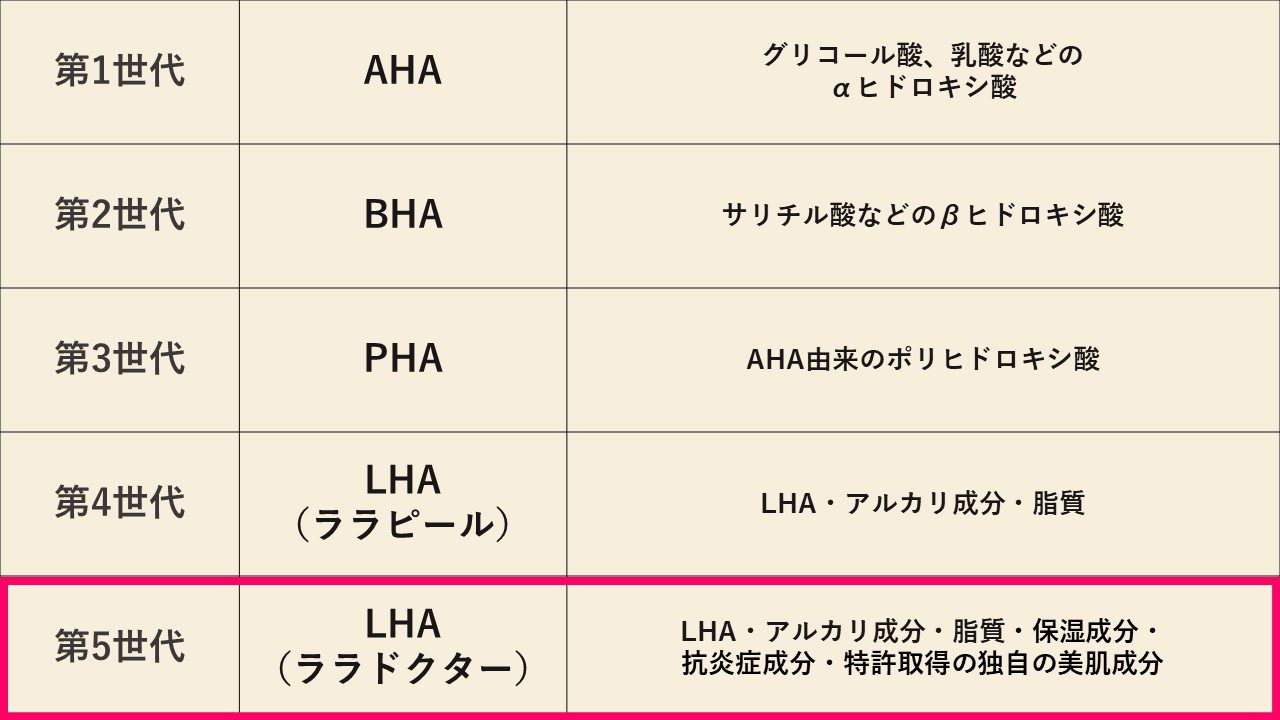 第1世代
AHA
グリコール酸、乳酸などの
αヒドロキシ酸
第2世代
BHA
サリチル酸などのβヒドロキシ酸
第3世代
PHA
AHA由来のポリヒドロキシ酸
第4世代
LHA
（ララピール）
LHA・アルカリ成分・脂質
第5世代
LHA
（ララドクター）
LHA・アルカリ成分・脂質・保湿成分・
抗炎症成分・特許取得の独自の美肌成分